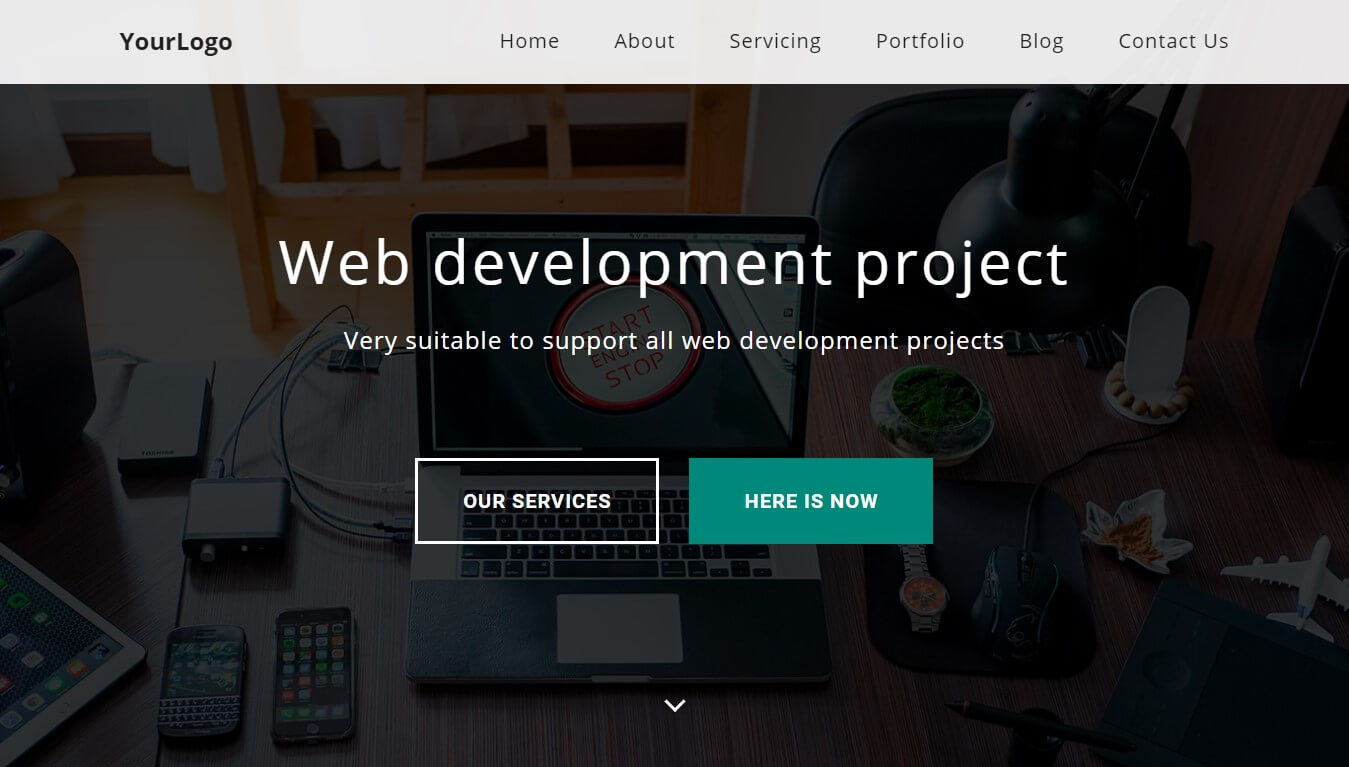 YourLogo
Home About Servicing Portfolio Blog Contact Us
Web development project
Very suitable to support all web development projects
START
ENGINE
STOP
TOSHIBA
OUR SERVICES
HERE IS NOW